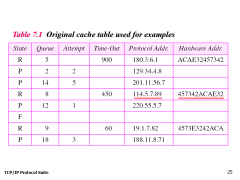 Table 7.1 Original cache table used for examples
State Queue Attempt Time-Out Protocol Addr. Hardware Addr.
R 5 900 180.3.6.1 ACAE32457342
P 2 2 129.34.4.8
P 14 5 201.11.56.7
R 8 450 114.5.7.89 457342ACAE32
P 12 1 220.55.5.7
F
R 9 60 19.1.7.82 4573E3242ACA
P 18 3 188.11.8.71
TCP/IP Protocol Suite 25